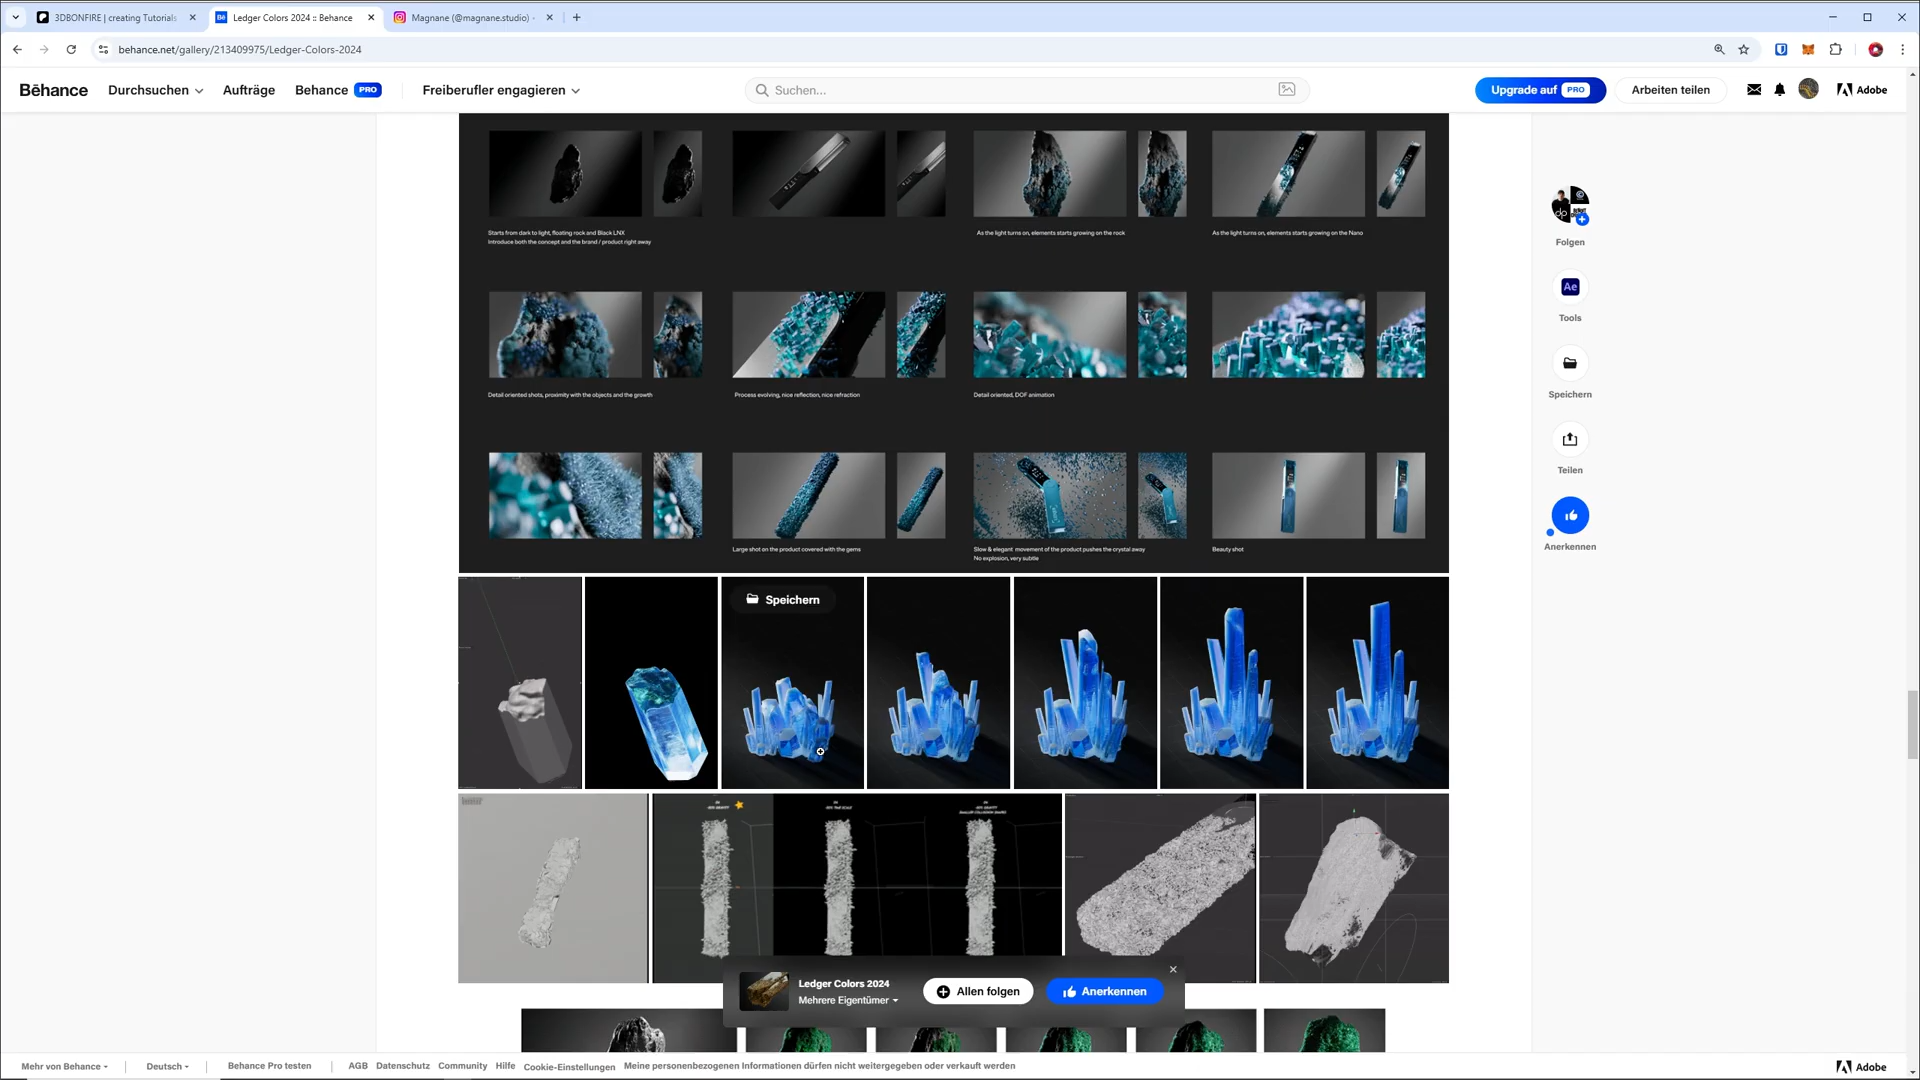 3DBONFIRE | creating Tutorials
Ledger Colors 2024 :: Behance
Magnane (@magnane.studio) ·
behance.net/gallery/213409975/Ledger-Colors-2024
Bēhance
Durchsuchen
Aufträge
Behance PRO
Freiberufler engagieren
Suchen...
Upgrade auf PRO
Arbeiten teilen
Adobe
Starts from dark to light, floating rock and Black LNX
Introduce both the concept and the brand / product right away
As the light turns on, elements starts growing on the rock
As the light turns on, elements starts growing on the Nano
Detail oriented shots, proximity with the objects and the growth
Process evolving, nice reflection, nice refraction
Detail oriented, DOF animation
Large shot on the product covered with the gems
Slow & elegant movement of the product pushes the crystal away
No explosion, very subtle
Beauty shot
Folgen
Ae
Tools
Speichern
Teilen
Anerkennen
Speichern
Ledger Colors 2024
Mehrere Eigentümer
Allen folgen
Anerkennen
Mehr von Behance
Deutsch
Behance Pro testen
AGB
Datenschutz
Community
Hilfe
Cookie-Einstellungen
Meine personenbezogenen Informationen dürfen nicht weitergegeben oder verkauft werden
Adobe